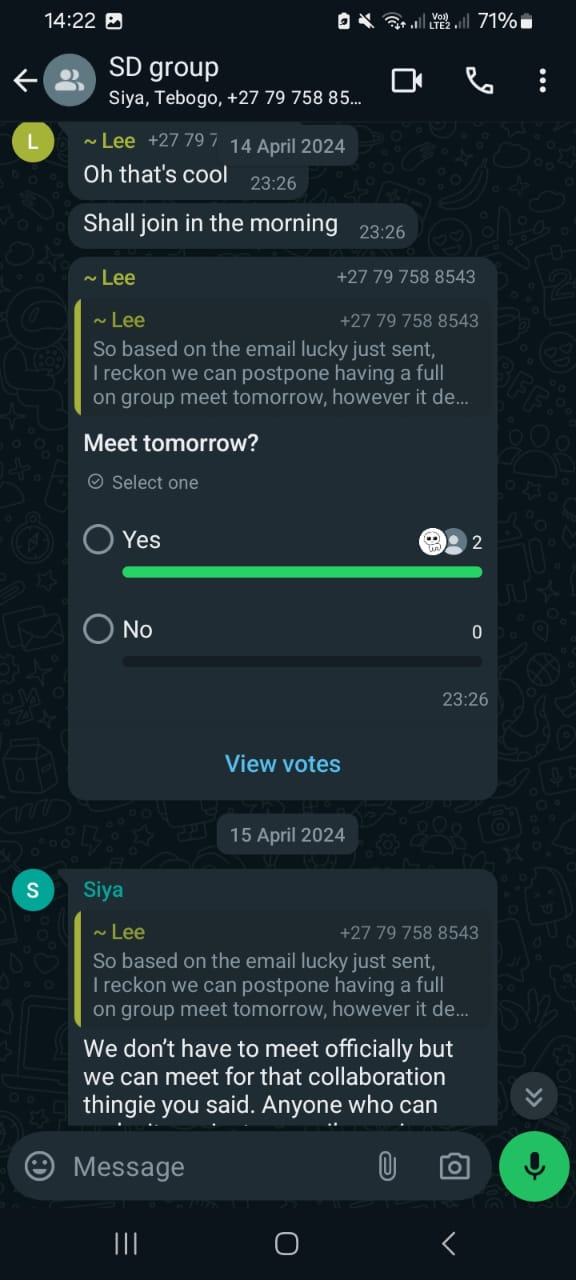 14:22
Vo)) LTE2
71%
SD group
Siya, Tebogo, +27 79 758 85...
L
~ Lee +27 79 7
14 April 2024
Oh that's cool 23:26
Shall join in the morning 23:26
~ Lee +27 79 758 8543
~ Lee +27 79 758 8543
So based on the email lucky just sent,
I reckon we can postpone having a full
on group meet tomorrow, however it de...
Meet tomorrow?
Select one
Yes 2
No 0
23:26
View votes
15 April 2024
S
Siya
~ Lee +27 79 758 8543
So based on the email lucky just sent,
I reckon we can postpone having a full
on group meet tomorrow, however it de...
We don't have to meet officially but
we can meet for that collaboration
thingie you said. Anyone who can
Message